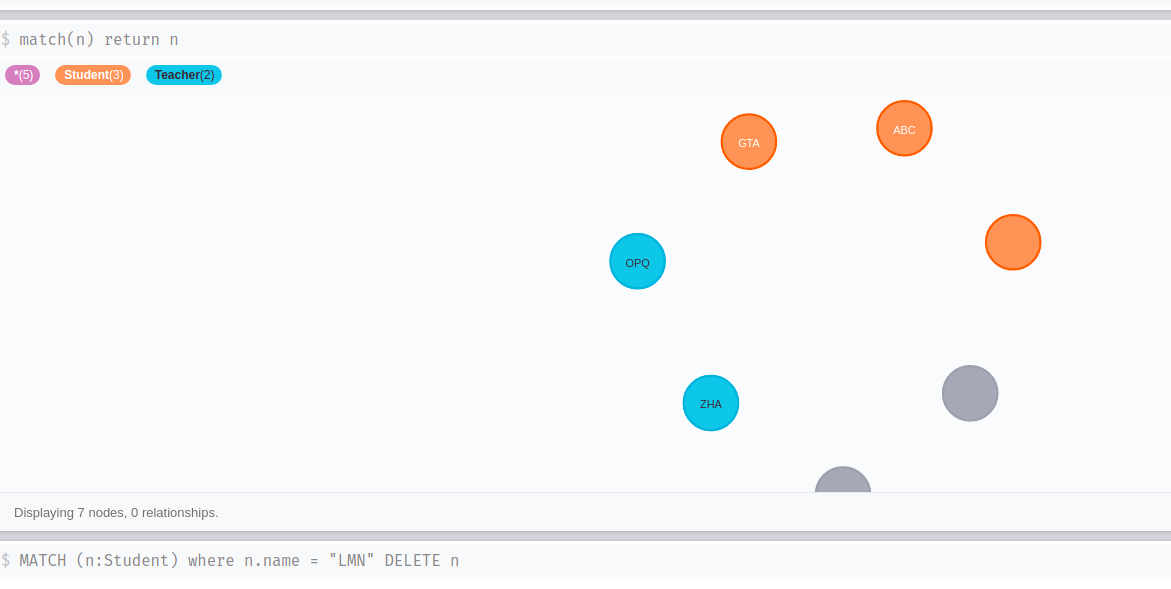 $ match(n) return n
*(5) Student(3) Teacher(2)
GTA
ABC
OPQ
ZHA
Displaying 7 nodes, 0 relationships.
$ MATCH (n:Student) where n.name = "LMN" DELETE n